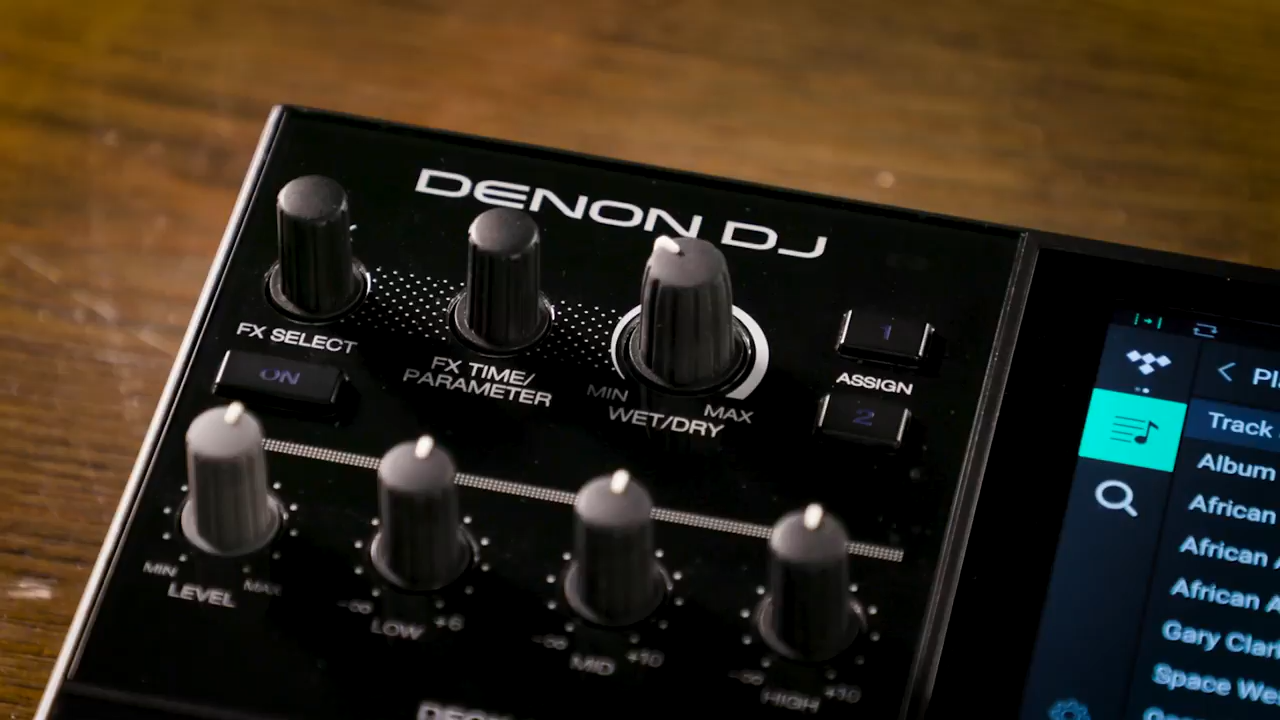 DENON DJ
FX SELECT
ON
FX TIME/
PARAMETER
MIN
MAX
WET/DRY
1
ASSIGN
2
MIN
MAX
LEVEL
-∞
+6
LOW
-∞
+10
MID
-∞
+10
HIGH
Track
Album
African
African
African A
Gary Clar
Space We